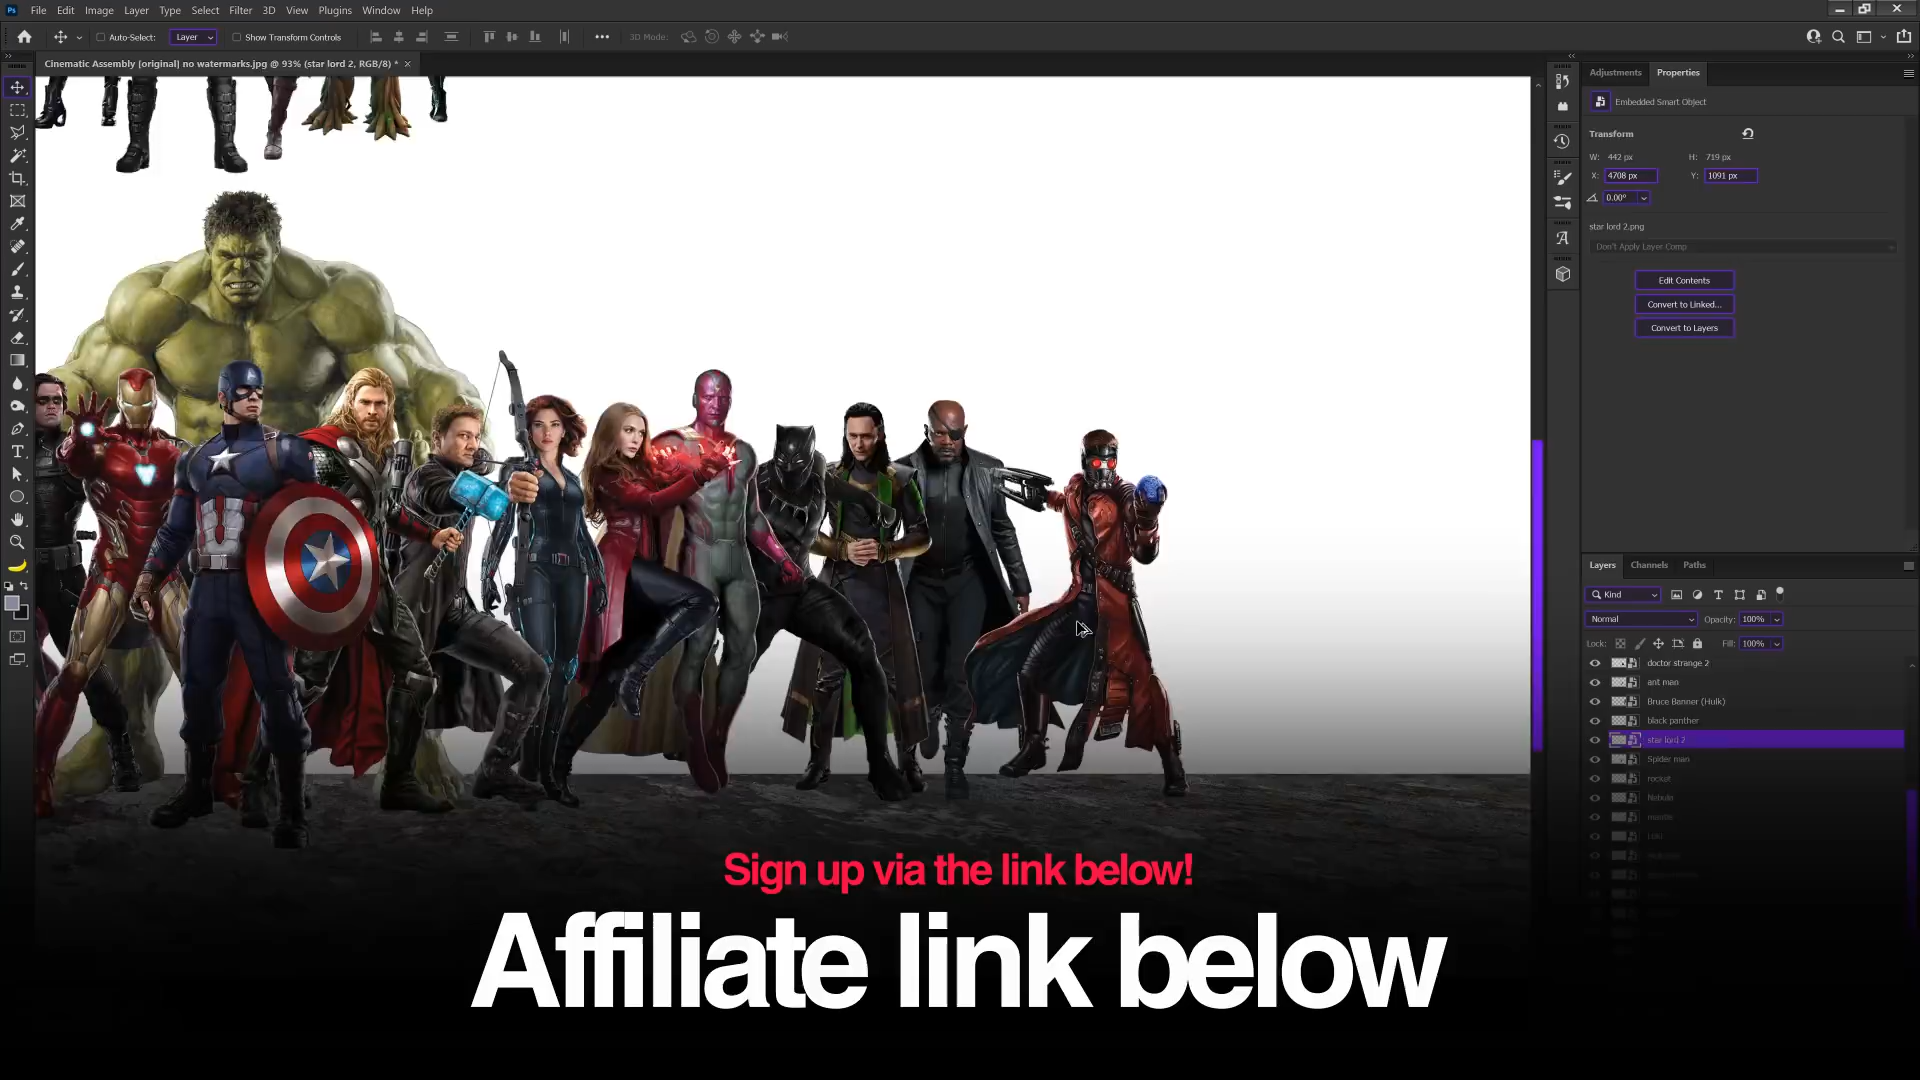 Ps File Edit Image Layer Type Select Filter 3D View Plugins Window Help
Auto-Select: Layer Show Transform Controls 3D Mode:
Cinematic Assembly [original] no watermarks.jpg @ 93% (star lord 2, RGB/8) *
Adjustments Properties
Embedded Smart Object
Transform
W: 442 px H: 719 px
X: 4708 px Y: 1091 px
0.00°
star lord 2.png
Don't Apply Layer Comp
Edit Contents
Convert to Linked...
Convert to Layers
Layers Channels Paths
Kind
Normal Opacity: 100%
Lock: Fill: 100%
doctor strange 2
ant man
Bruce Banner (Hulk)
black panther
star lord 2
Spider man
rocket
Nebula
mantis
Loki
Sign up via the link below!
Affiliate link below